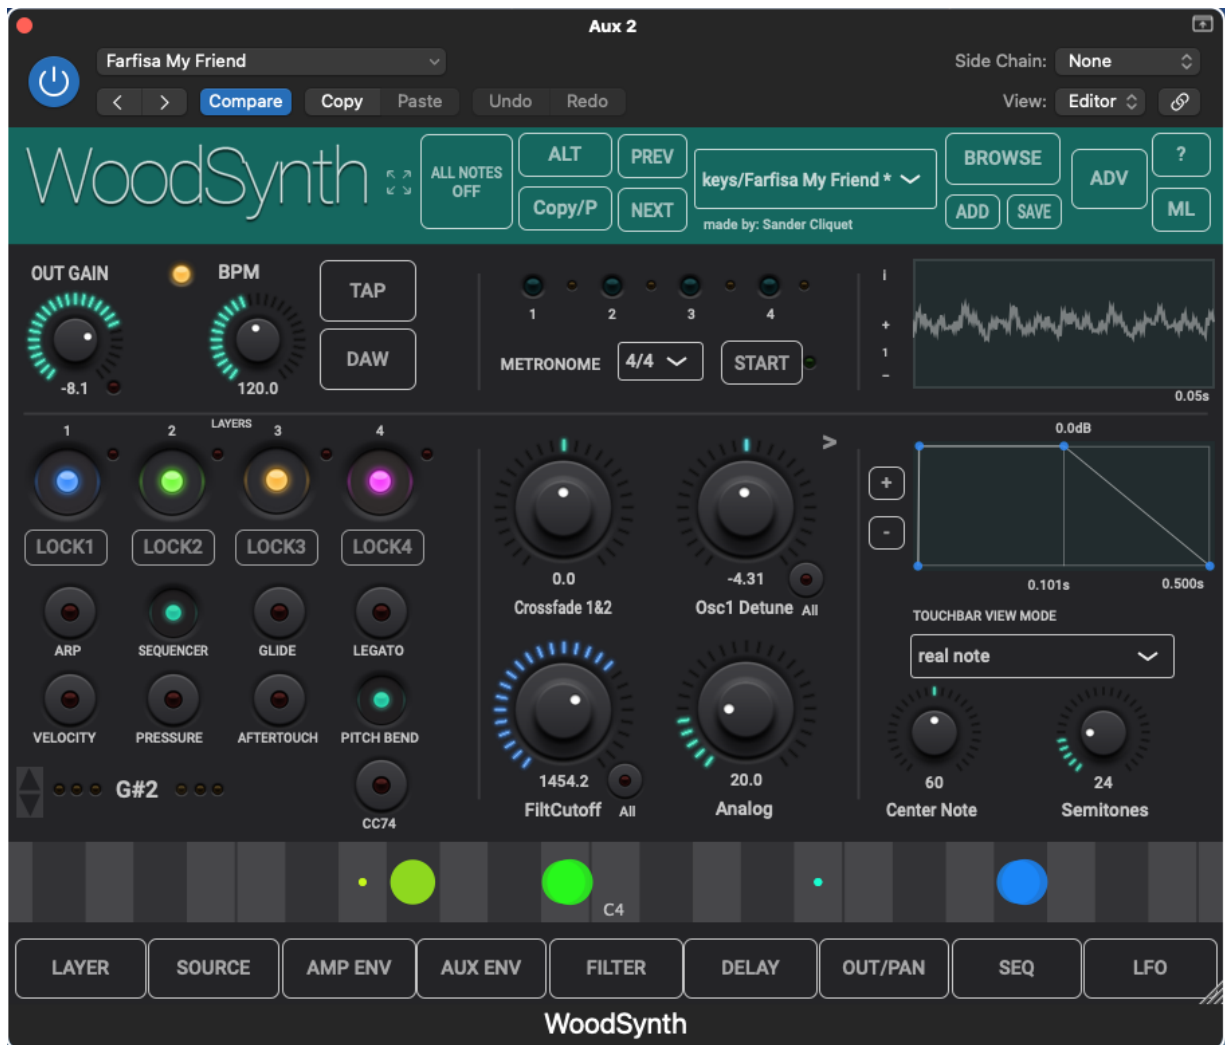 Aux 2
Farfisa My Friend
Side Chain: None
Compare Copy Paste Undo Redo
View: Editor
WoodSynth
ALL NOTES
OFF
ALT
Copy/P
PREV
NEXT
keys/Farfisa My Friend *
made by: Sander Cliquet
BROWSE
ADD SAVE
ADV
?
ML
OUT GAIN
-8.1
BPM
120.0
TAP
DAW
1 2 3 4
METRONOME 4/4 START
i
+
1
-
0.05s
LAYERS
1 2 3 4
LOCK1 LOCK2 LOCK3 LOCK4
ARP SEQUENCER GLIDE LEGATO
VELOCITY PRESSURE AFTERTOUCH PITCH BEND
G#2
CC74
>
0.0
Crossfade 1&2
-4.31
Osc1 Detune All
1454.2
FiltCutoff All
20.0
Analog
0.0dB
+
-
0.101s 0.500s
TOUCHBAR VIEW MODE
real note
60
Center Note
24
Semitones
C4
LAYER SOURCE AMP ENV AUX ENV FILTER DELAY OUT/PAN SEQ LFO
WoodSynth